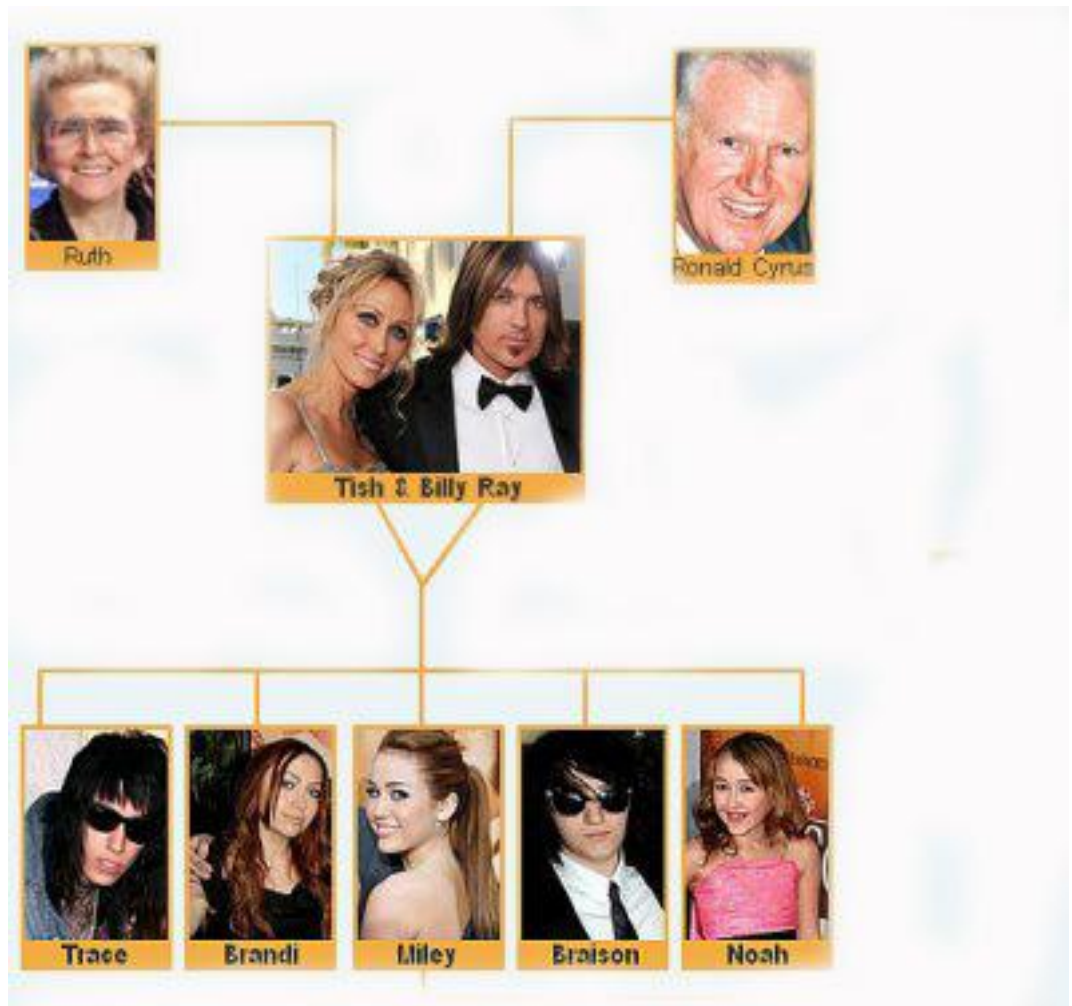 Ruth
Ronald Cyrus
Tish & Billy Ray
Trace
Brandi
Miley
Braison
Noah